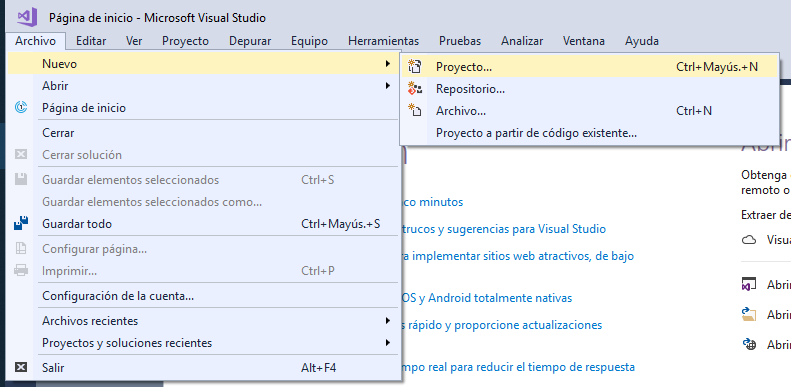 Página de inicio - Microsoft Visual Studio
Archivo Editar Ver Proyecto Depurar Equipo Herramientas Pruebas Analizar Ventana Ayuda
Nuevo
Abrir
Página de inicio
Cerrar
Cerrar solución
Guardar elementos seleccionados Ctrl+S
Guardar elementos seleccionados como...
Guardar todo Ctrl+Mayús.+S
Configurar página...
Imprimir... Ctrl+P
Configuración de la cuenta...
Archivos recientes
Proyectos y soluciones recientes
Salir Alt+F4
Proyecto... Ctrl+Mayús.+N
Repositorio...
Archivo... Ctrl+N
Proyecto a partir de código existente...
co minutos
trucos y sugerencias para Visual Studio
para implementar sitios web atractivos, de bajo
OS y Android totalmente nativas
rápido y proporcione actualizaciones
mpo real para reducir el tiempo de respuesta
Abrir
Obtenga
remoto o
Extraer de
Visua
Abrir
Abrir
Abrir